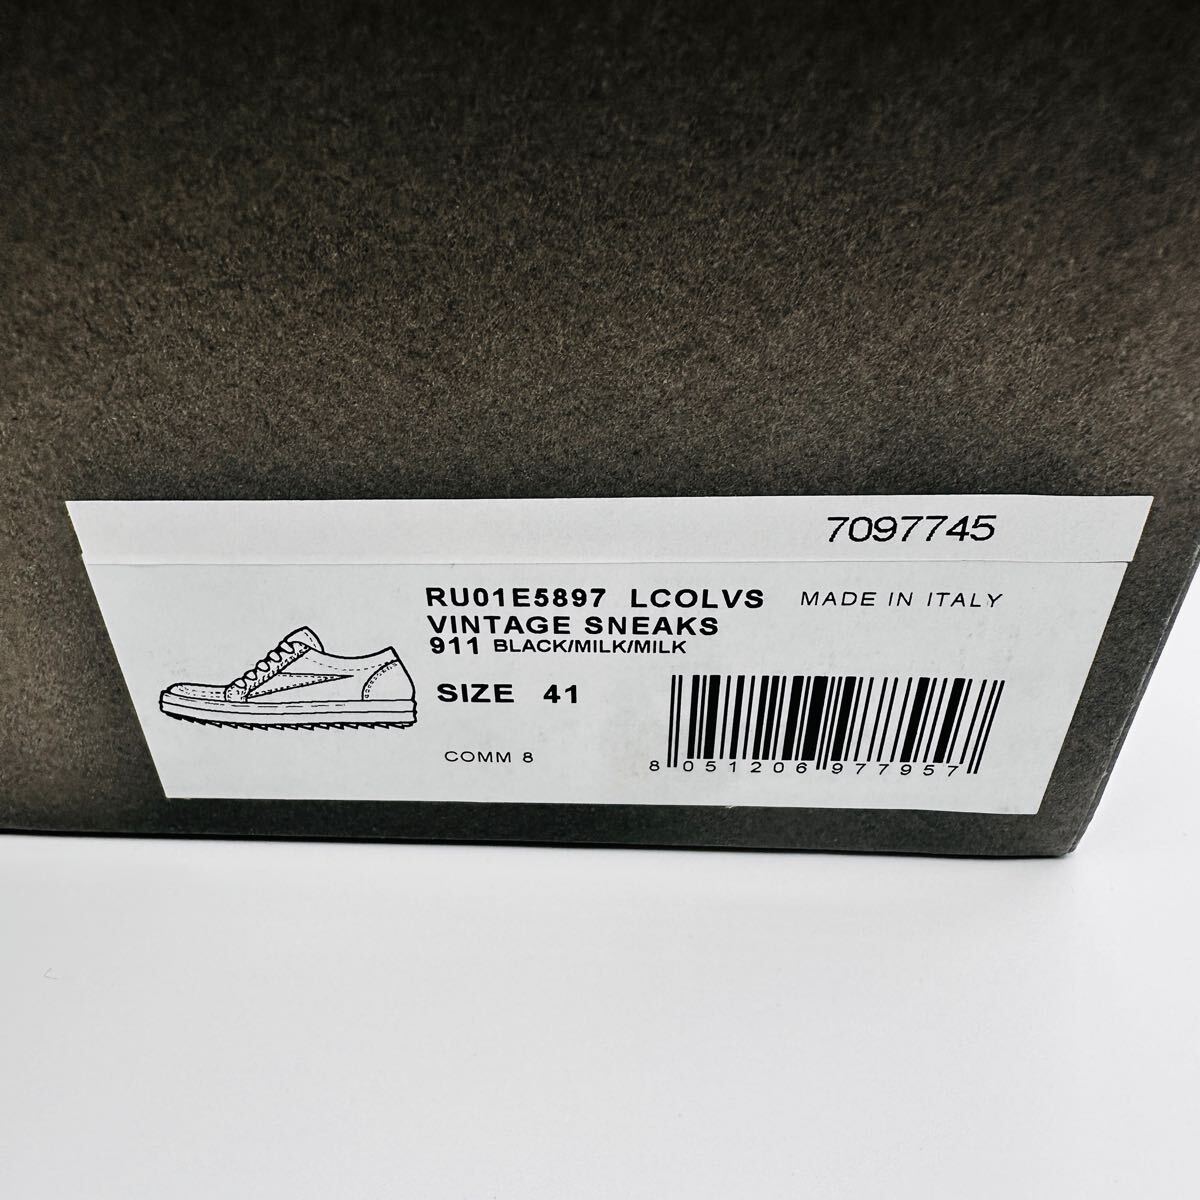 7097745
RU01E5897 LCOLVS MADE IN ITALY
VINTAGE SNEAKS
911 BLACK/MILK/MILK
SIZE 41
COMM 8
8 051206 977957